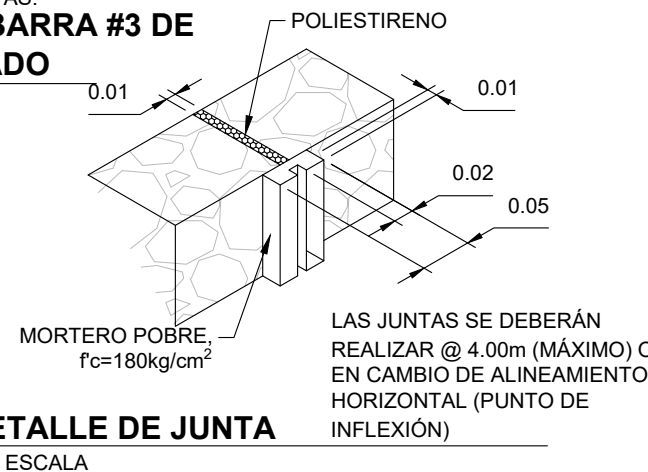 BARRA #3 DE
POLIESTIRENO
0.01
0.01
0.02
0.05
MORTERO POBRE,
f'c=180kg/cm²
LAS JUNTAS SE DEBERÁN
REALIZAR @ 4.00m (MÁXIMO) O
EN CAMBIO DE ALINEAMIENTO
HORIZONTAL (PUNTO DE
INFLEXIÓN)
ETALLE DE JUNTA
ESCALA